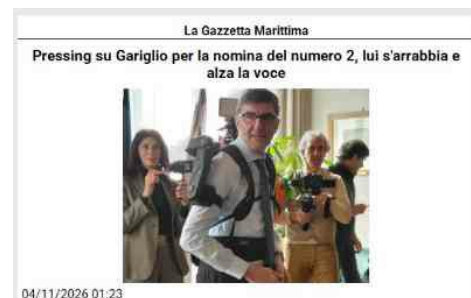 La Gazzetta Marittima
Pressing su Gariglio per la nomina del numero 2, lui s'arrabbia e
alza la voce
04/11/2026 01:23